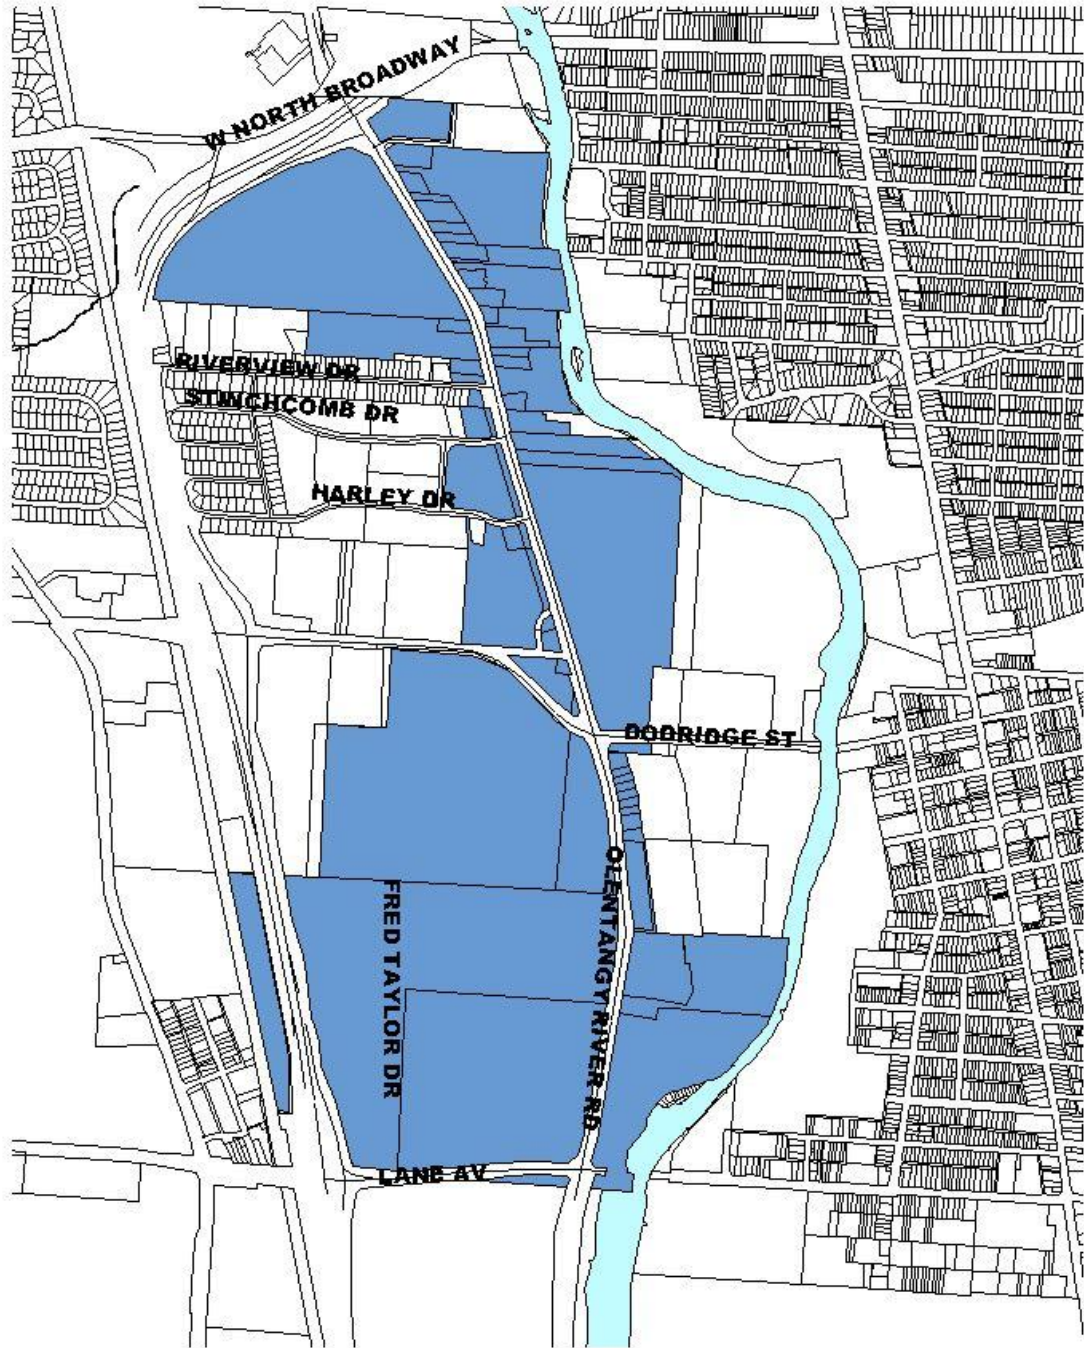 W NORTH BROADWAY
RIVERVIEW DR
STINCHCOMB DR
HARLEY DR
DODRIDGE ST
OLENTANGY RIVER RD
FRED TAYLOR DR
LANE AV